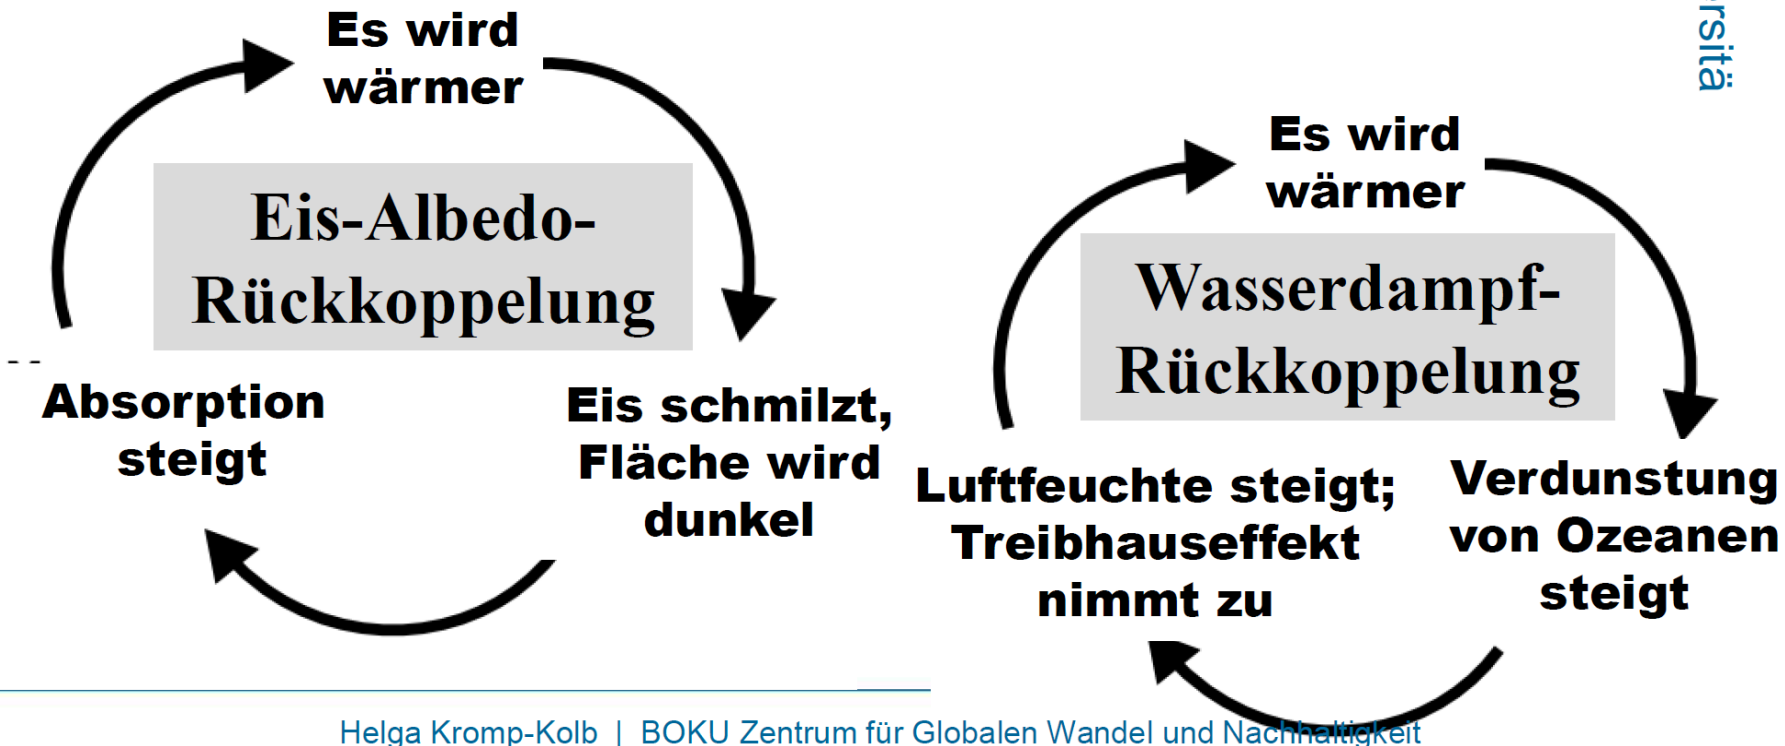 Es wird
wärmer
Eis-Albedo-
Rückkoppelung
Absorption
steigt
Eis schmilzt,
Fläche wird
dunkel
Es wird
wärmer
Wasserdampf-
Rückkoppelung
Luftfeuchte steigt;
Treibhauseffekt
nimmt zu
Verdunstung
von Ozeanen
steigt
ersitä
Helga Kromp-Kolb | BOKU Zentrum für Globalen Wandel und Nachhaltigkeit